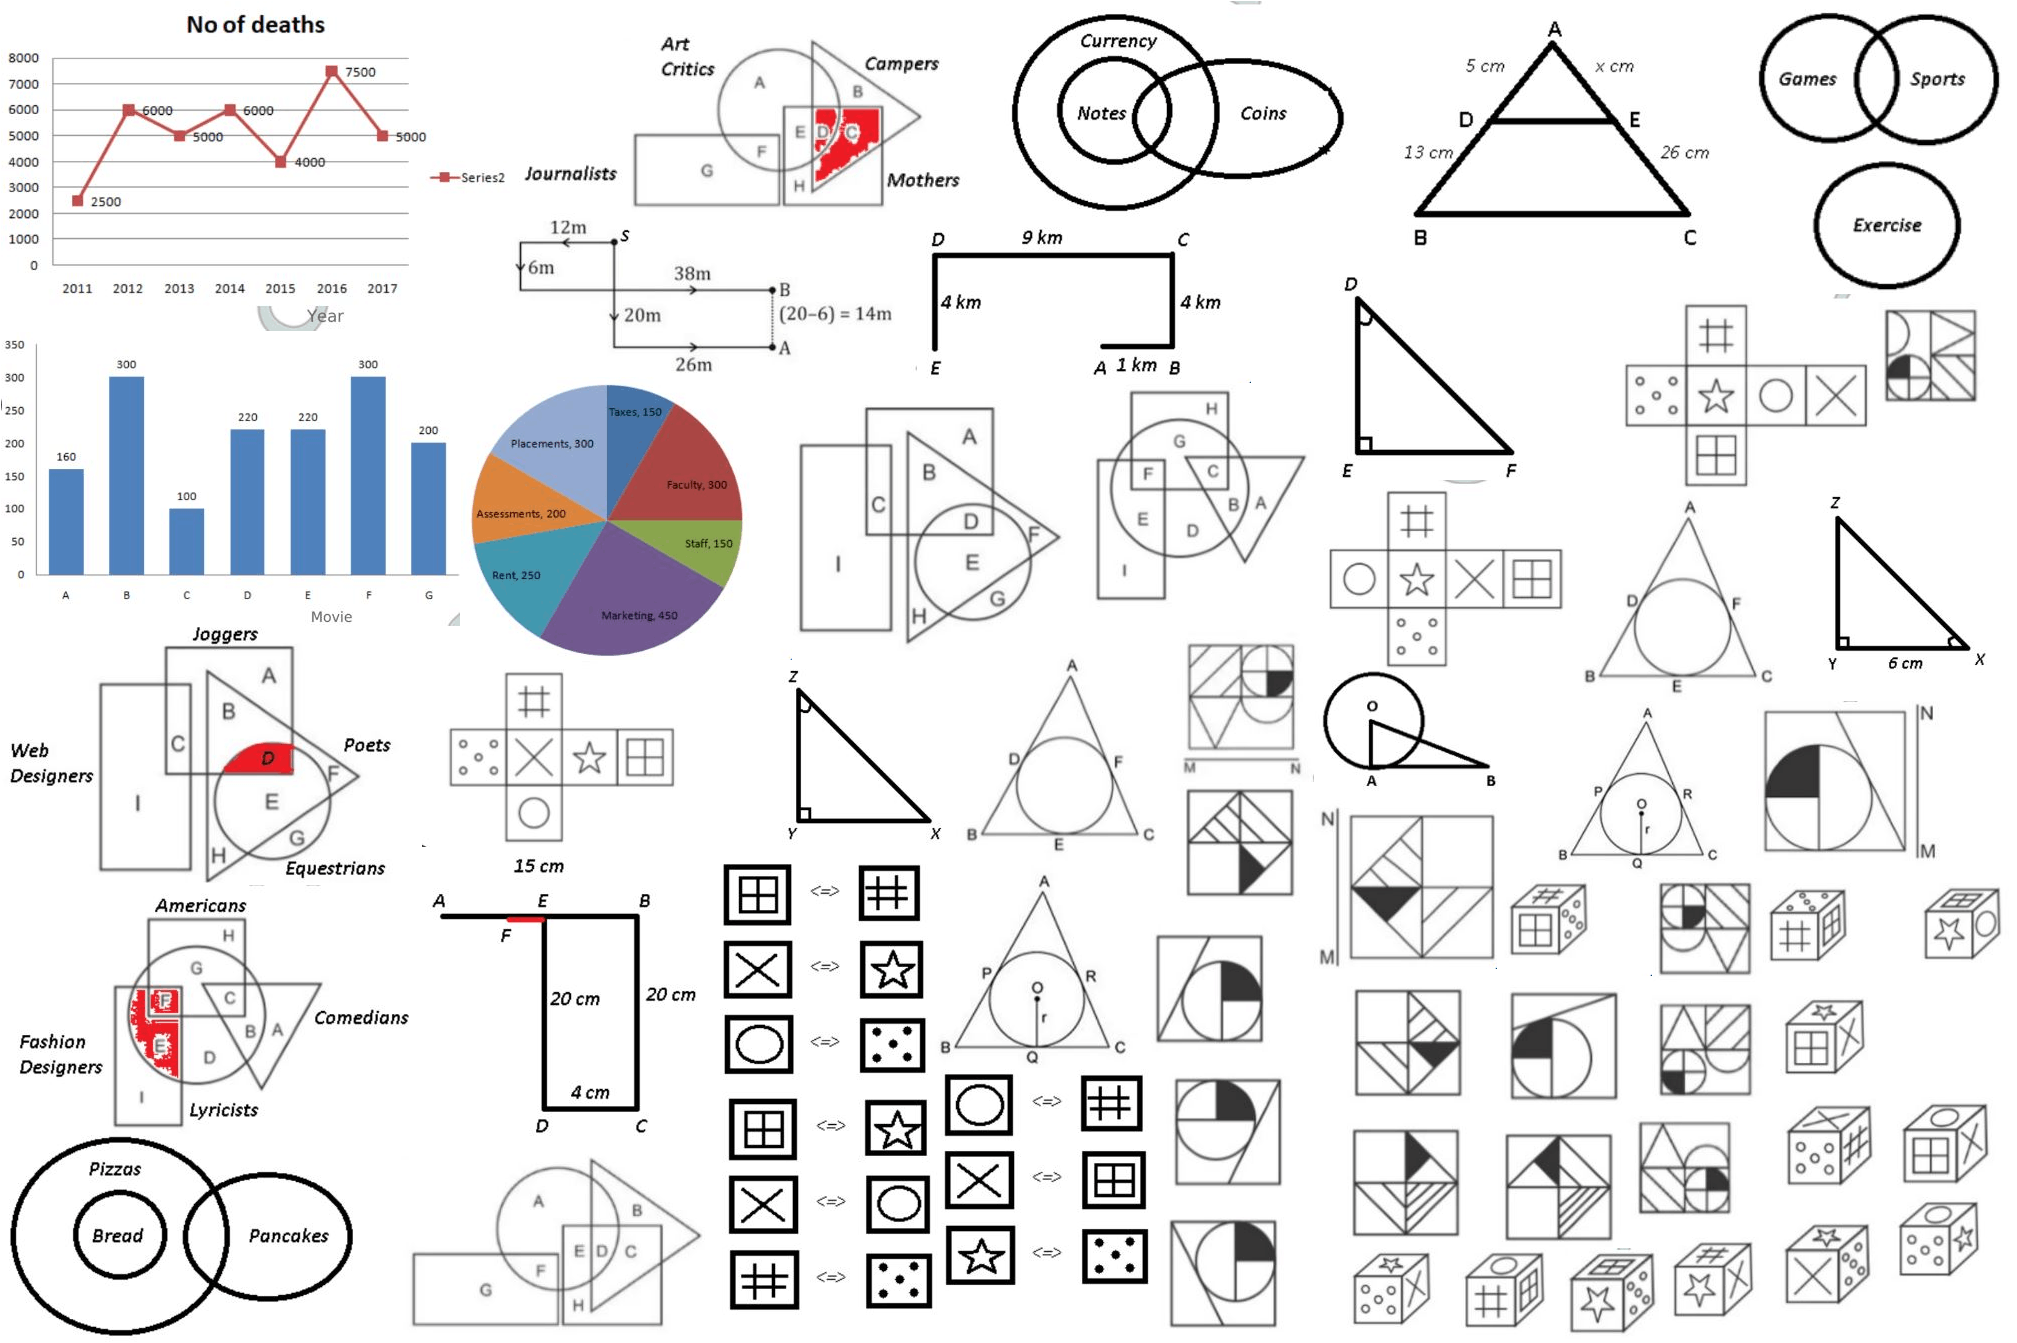 No of deaths
8000
7000
6000
5000
4000
3000
2000
1000
0
2500
6000
5000
6000
4000
7500
5000
2011 2012 2013 2014 2015 2016 2017
Year
Series2
Art
Critics
Campers
Journalists
Mothers
A
B
E D C
F
G
H
Currency
Notes
Coins
A
5 cm x cm
D E
13 cm 26 cm
B C
Games Sports
Exercise
12m S
6m
38m
B
20m (20–6) = 14m
A
26m
D 9 km C
4 km 4 km
E A 1 km B
D
E F
350
300
250
200
150
100
50
0
160
300
100
220
220
300
200
A B C D E F G
Movie
Taxes, 150
Placements, 300
Faculty, 300
Assessments, 200
Staff, 150
Rent, 250
Marketing, 450
A
B
C
D
F
E
I
G
H
H
G
F C
B A
E
D
I
A
D F
B E C
Z
Y 6 cm X
Joggers
Web
Designers
Poets
Equestrians
A
B
C
D
F
E
I
G
H
Z
Y X
A
D F
B E C
M N
O
A B
A
P R
O
r
B Q C
N
M
N
M
15 cm
A E B
F
20 cm 20 cm
4 cm
D C
<=>
<=>
<=>
<=>
<=>
<=>
<=>
<=>
<=>
A
P R
O
r
B Q C
Americans
Fashion
Designers
Comedians
Lyricists
H
G
F C
B A
E
D
I
Pizzas
Bread
Pancakes
A
B
E D C
F
G
H